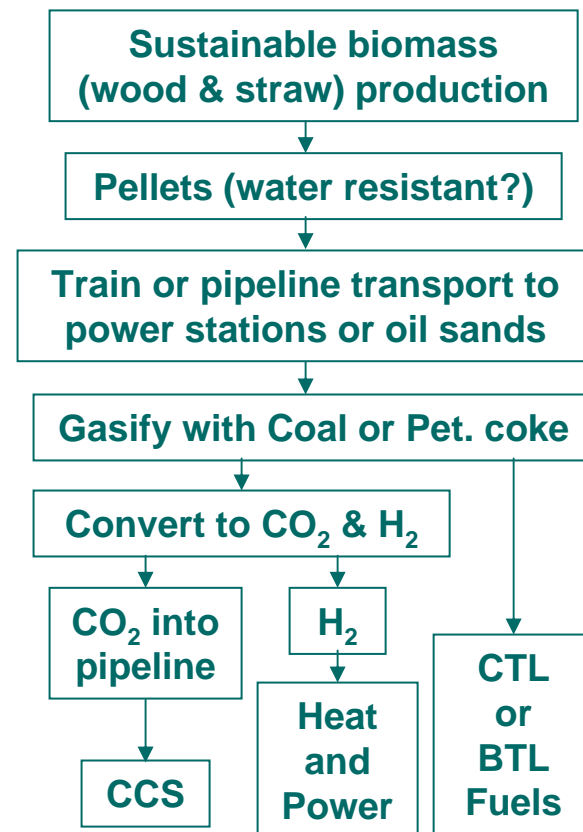 Sustainable biomass
(wood & straw) production
Pellets (water resistant?)
Train or pipeline transport to
power stations or oil sands
Gasify with Coal or Pet. coke
Convert to CO₂ & H₂
CO₂ into
pipeline
H₂
CTL
or
BTL
Fuels
Heat
and
Power
CCS